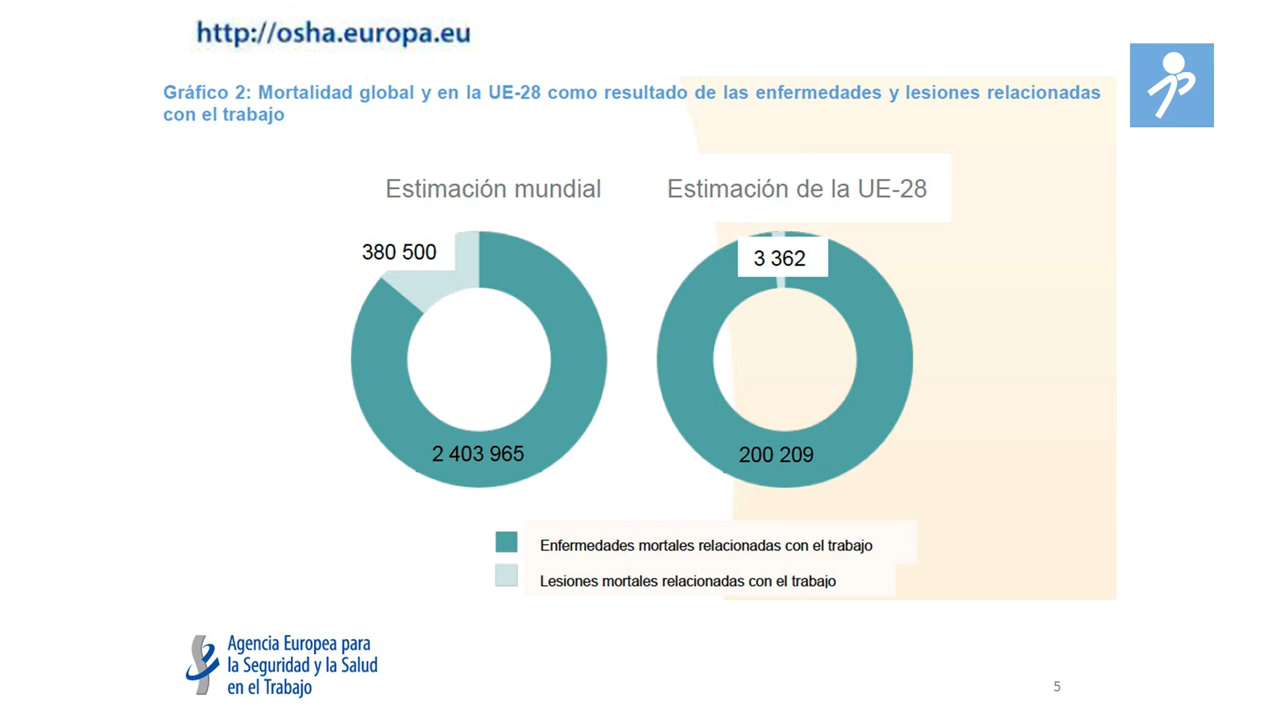 http://osha.europa.eu
Gráfico 2: Mortalidad global y en la UE-28 como resultado de las enfermedades y lesiones relacionadas
con el trabajo
Estimación mundial
Estimación de la UE-28
380 500
3 362
2 403 965
200 209
Enfermedades mortales relacionadas con el trabajo
Lesiones mortales relacionadas con el trabajo
Agencia Europea para
la Seguridad y la Salud
en el Trabajo
5